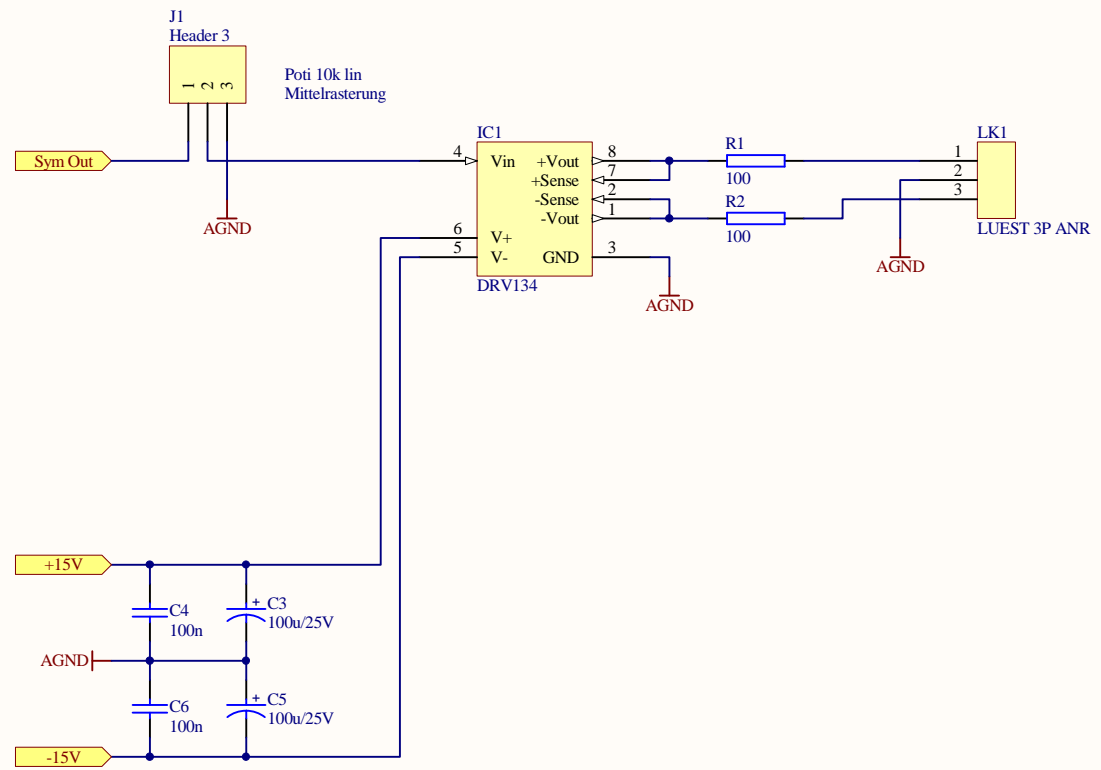 J1
Header 3
1
2
3
Poti 10k lin
Mittelrasterung
Sym Out
AGND
IC1
4
Vin
6
V+
5
V-
+Vout
8
+Sense
7
-Sense
2
-Vout
1
GND
3
DRV134
AGND
R1
100
R2
100
LK1
1
2
3
LUEST 3P ANR
AGND
+15V
C4
100n
+
C3
100u/25V
AGND
C6
100n
+
C5
100u/25V
-15V